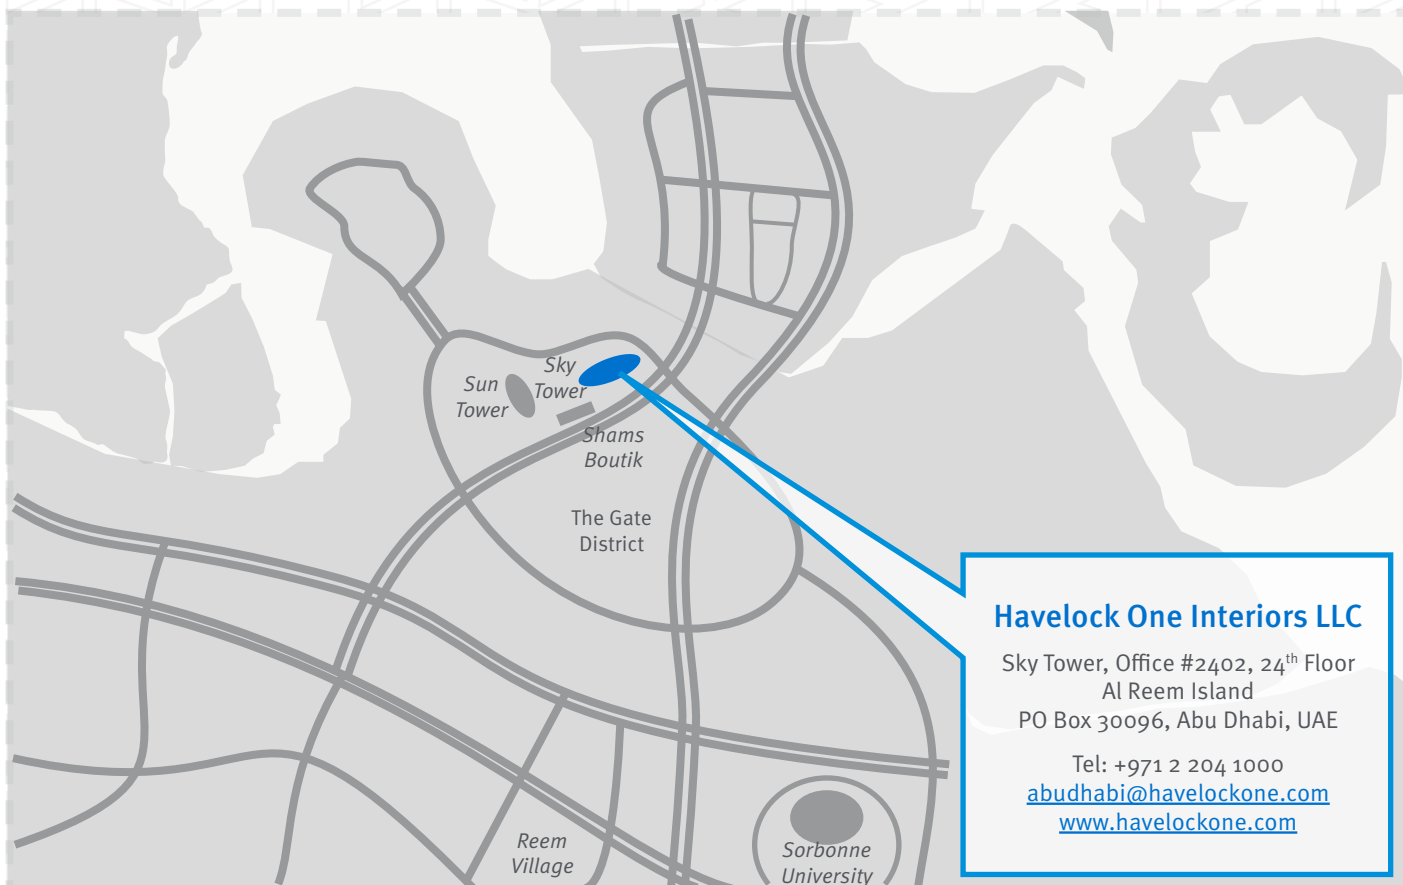 Sky
Tower
Sun
Tower
Shams
Boutik
The Gate
District
Havelock One Interiors LLC
Sky Tower, Office #2402, 24th Floor
Al Reem Island
PO Box 30096, Abu Dhabi, UAE
Tel: +971 2 204 1000
abudhabi@havelockone.com
www.havelockone.com
Reem
Village
Sorbonne
University